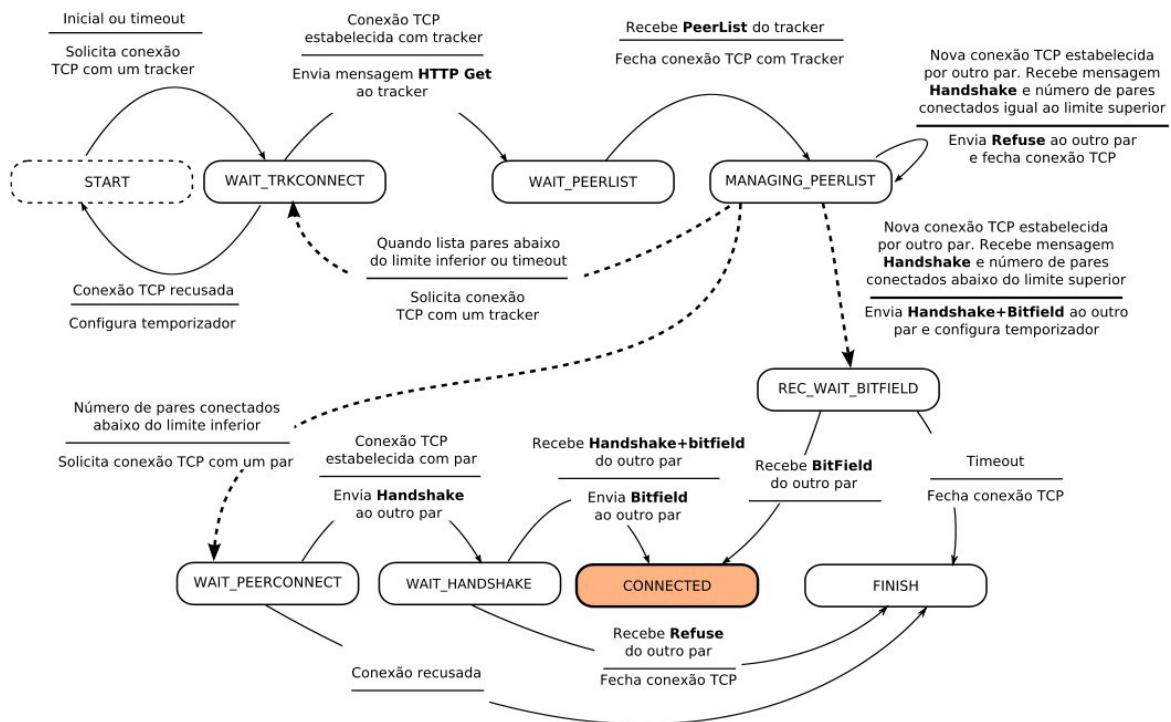 Inicial ou timeout
Solicita conexão
TCP com um tracker
Conexão TCP
estabelecida com tracker
Envia mensagem HTTP Get
ao tracker
Recebe PeerList do tracker
Fecha conexão TCP com Tracker
Nova conexão TCP estabelecida
por outro par. Recebe mensagem
Handshake e número de pares
conectados igual ao limite superior
Envia Refuse ao outro par
e fecha conexão TCP
START
WAIT_TRKCONNECT
WAIT_PEERLIST
MANAGING_PEERLIST
Conexão TCP recusada
Configura temporizador
Quando lista pares abaixo
do limite inferior ou timeout
Solicita conexão
TCP com um tracker
Nova conexão TCP estabelecida
por outro par. Recebe mensagem
Handshake e número de pares
conectados abaixo do limite superior
Envia Handshake+Bitfield ao outro
par e configura temporizador
REC_WAIT_BITFIELD
Número de pares conectados
abaixo do limite inferior
Solicita conexão TCP com um par
Conexão TCP
estabelecida com par
Envia Handshake
ao outro par
Recebe Handshake+bitfield
do outro par
Envia Bitfield
ao outro par
Recebe BitField
do outro par
Timeout
Fecha conexão TCP
WAIT_PEERCONNECT
WAIT_HANDSHAKE
CONNECTED
FINISH
Recebe Refuse
do outro par
Fecha conexão TCP
Conexão recusada